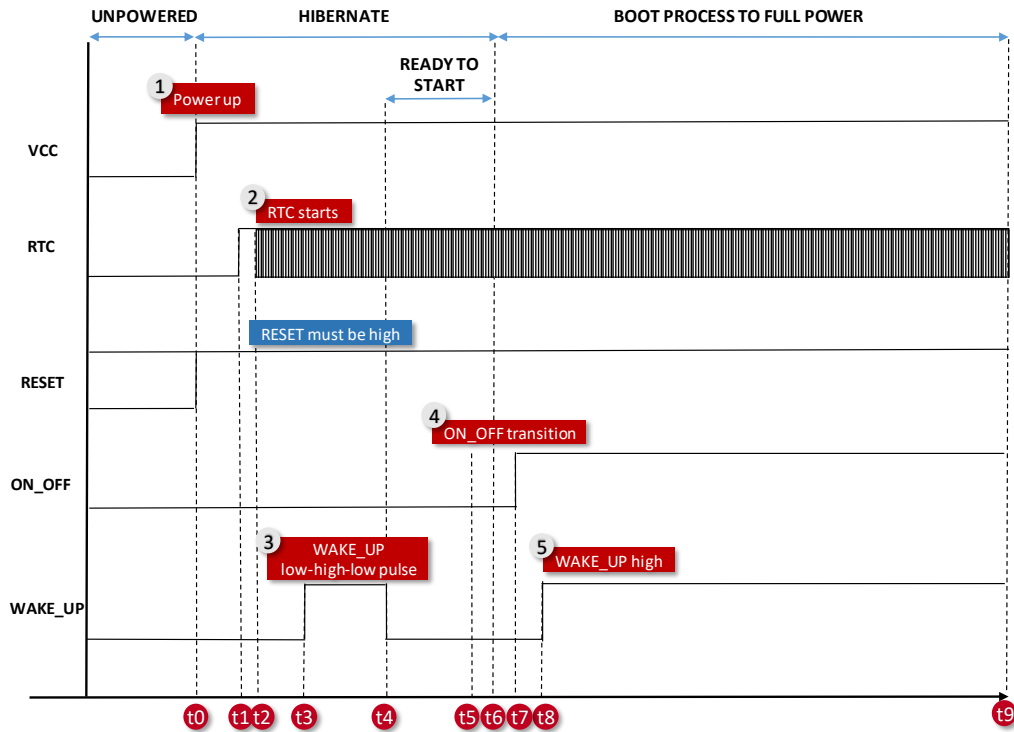 UNPOWERED HIBERNATE BOOT PROCESS TO FULL POWER
READY TO
START
1
Power up
VCC
2
RTC starts
RTC
RESET must be high
RESET
4
ON_OFF transition
ON_OFF
3
WAKE_UP
low-high-low pulse
5
WAKE_UP high
WAKE_UP
t0 t1 t2 t3 t4 t5 t6 t7 t8 t9